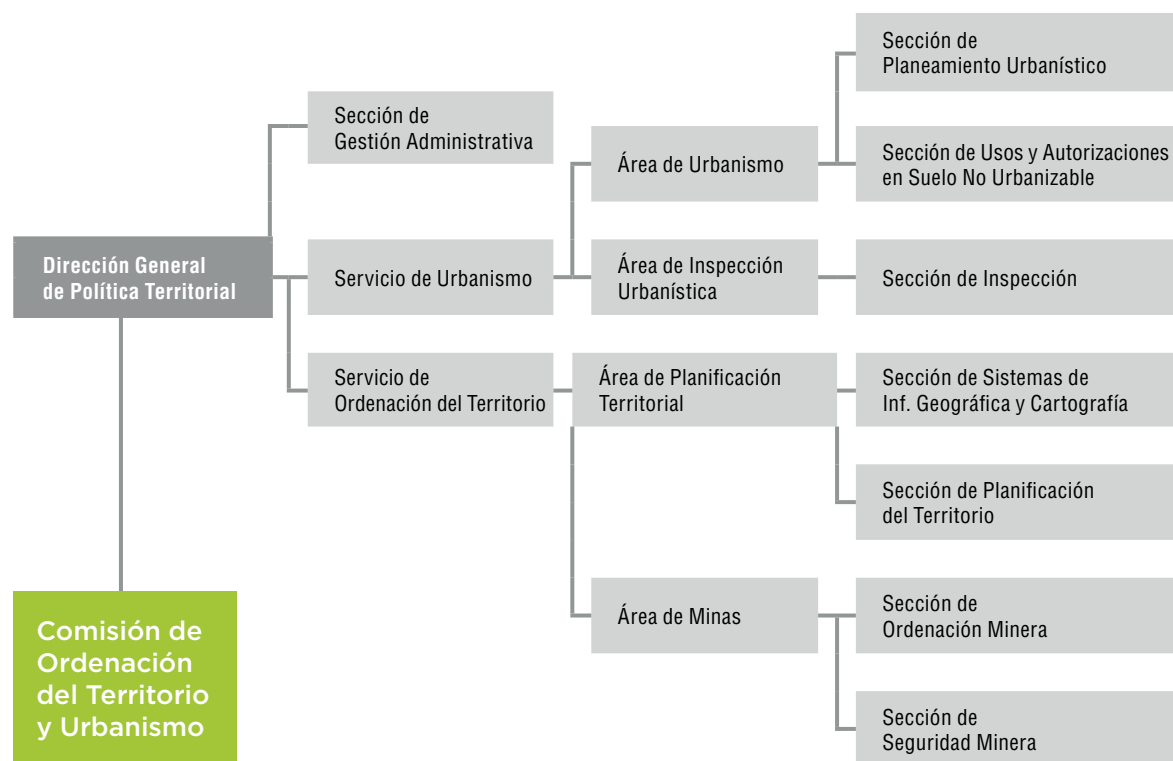 Sección de
Planeamiento Urbanístico
Sección de
Gestión Administrativa
Área de Urbanismo
Sección de Usos y Autorizaciones
en Suelo No Urbanizable
Dirección General
de Política Territorial
Servicio de Urbanismo
Área de Inspección
Urbanística
Sección de Inspección
Servicio de
Ordenación del Territorio
Área de Planificación
Territorial
Sección de Sistemas de
Inf. Geográfica y Cartografía
Sección de Planificación
del Territorio
Comisión de
Ordenación
del Territorio
y Urbanismo
Área de Minas
Sección de
Ordenación Minera
Sección de
Seguridad Minera